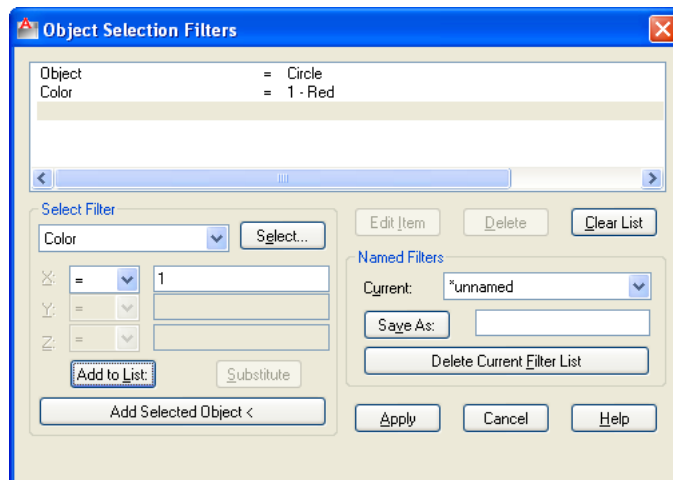 Object Selection Filters
Object = Circle
Color = 1 - Red
Select Filter
Color Select...
X: = 1
Y: =
Z: =
Add to List: Substitute
Add Selected Object <
Edit Item Delete Clear List
Named Filters
Current: *unnamed
Save As:
Delete Current Filter List
Apply Cancel Help